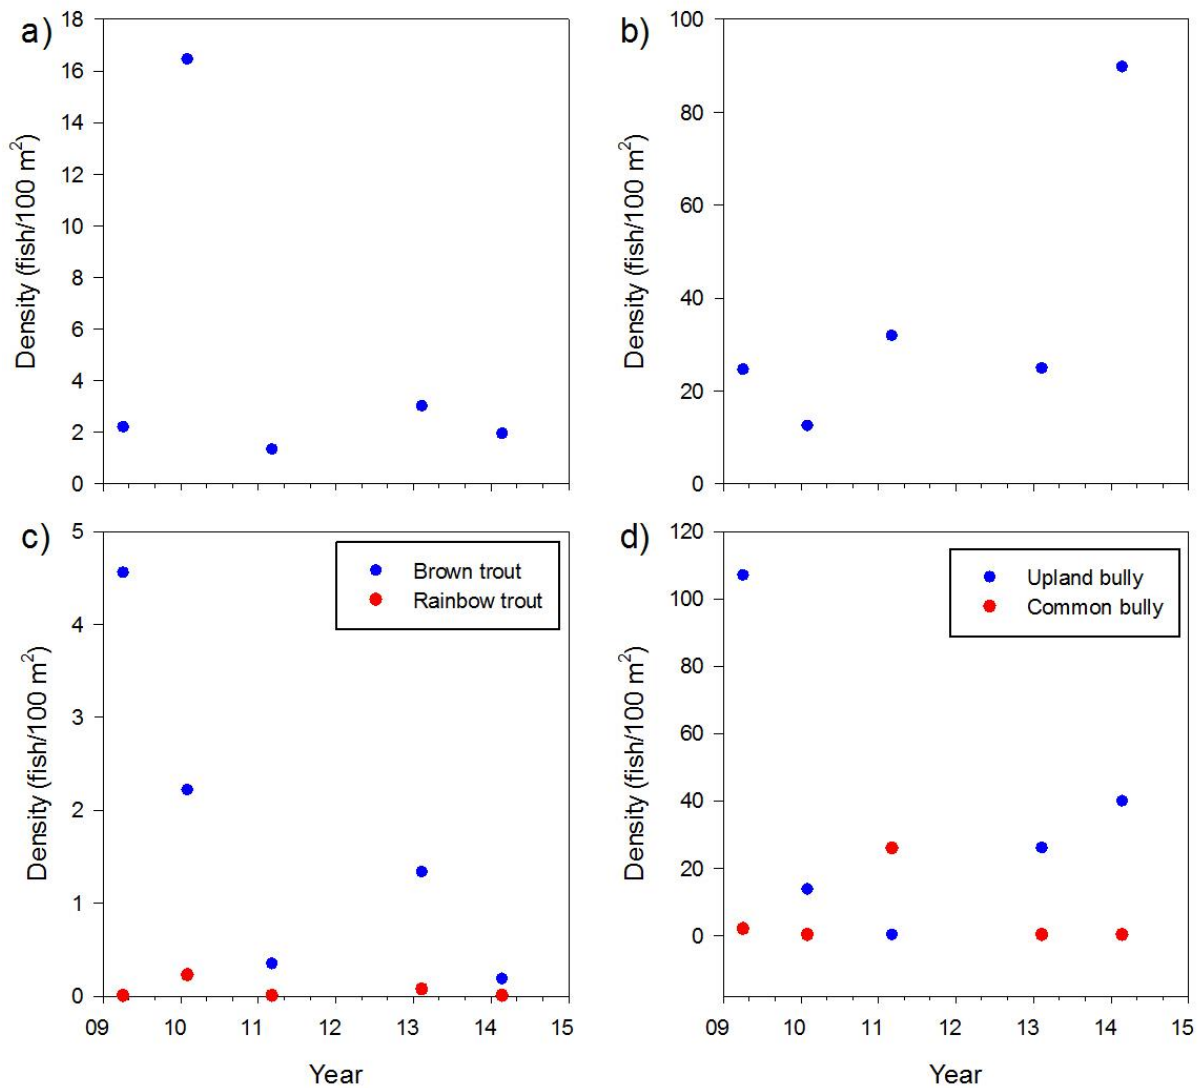 a)
18
16
14
12
10
8
6
4
2
0
Density (fish/100 m²)
b)
100
80
60
40
20
0
Density (fish/100 m²)
c)
5
4
3
2
1
0
Density (fish/100 m²)
Brown trout
Rainbow trout
09 10 11 12 13 14 15
Year
d)
120
100
80
60
40
20
0
Density (fish/100 m²)
Upland bully
Common bully
09 10 11 12 13 14 15
Year